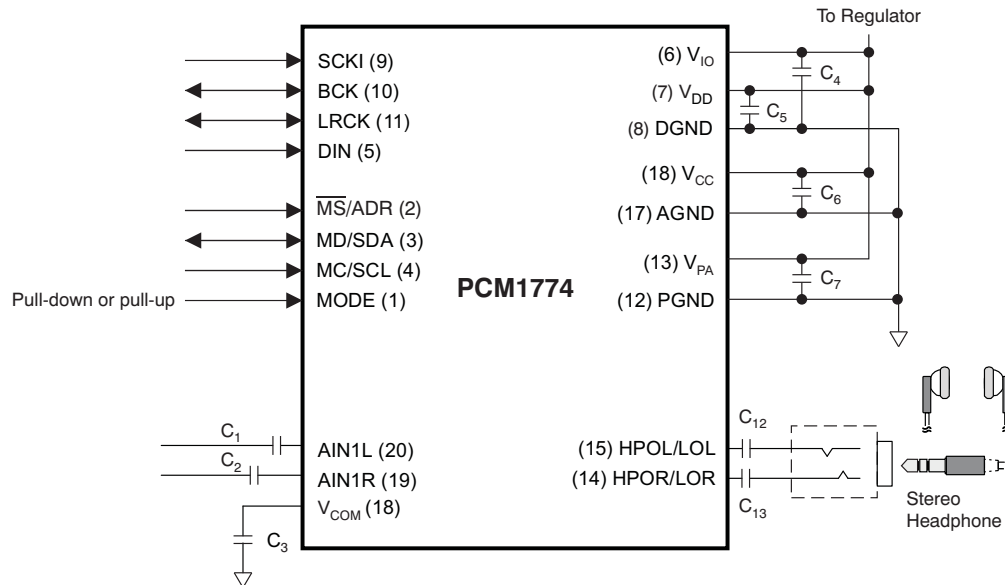 To Regulator
SCKI (9)
BCK (10)
LRCK (11)
DIN (5)
MS/ADR (2)
MD/SDA (3)
MC/SCL (4)
Pull-down or pull-up
MODE (1)
PCM1774
(6) VIO
C4
(7) VDD
C5
(8) DGND
(18) VCC
C6
(17) AGND
(13) VPA
C7
(12) PGND
C1
AIN1L (20)
C2
AIN1R (19)
VCOM (18)
C3
C12
(15) HPOL/LOL
(14) HPOR/LOR
C13
Stereo
Headphone